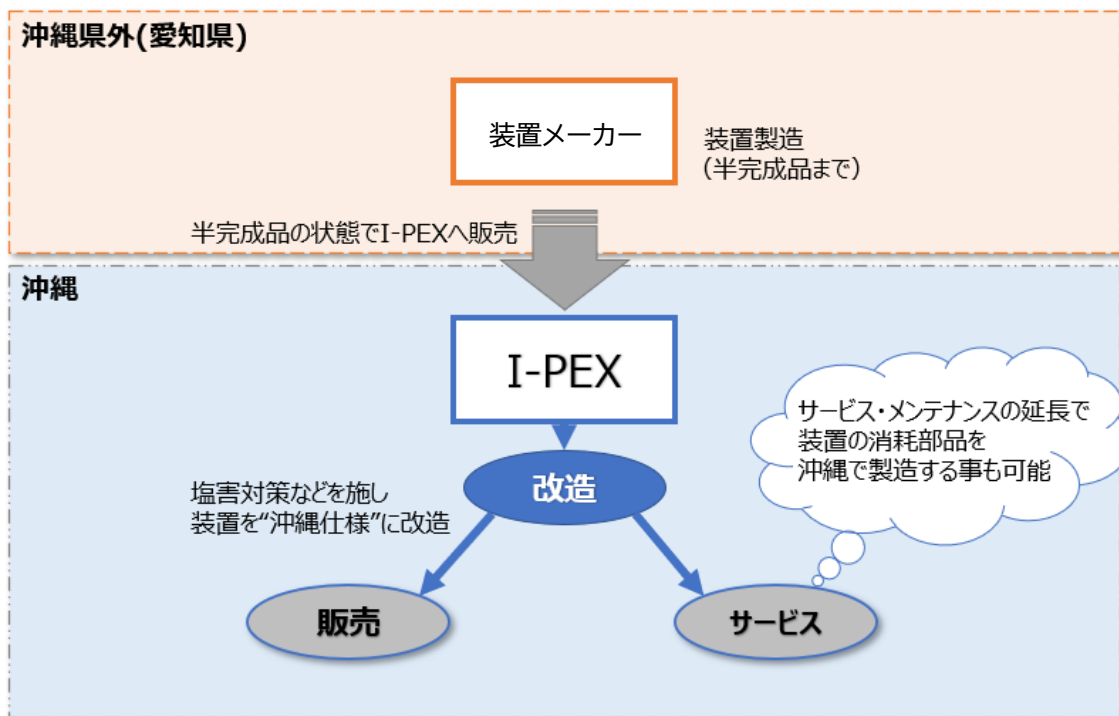 沖縄県外(愛知県)
装置メーカー
装置製造
(半完成品まで)
半完成品の状態でI-PEXへ販売
沖縄
I-PEX
サービス・メンテナンスの延長で
装置の消耗部品を
沖縄で製造する事も可能
改造
塩害対策などを施し
装置を“沖縄仕様”に改造
販売
サービス